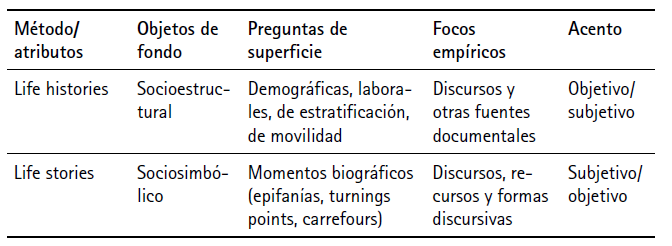 Método/ Objetos de Preguntas de Focos Acento
atributos fondo superficie empíricos
Life histories Socioestruc- Demográficas, labora- Discursos y Objetivo/
tural les, de estratificación, otras fuentes subjetivo
de movilidad documentales
Life stories Sociosimbó- Momentos biográficos Discursos, re- Subjetivo/
lico (epifanías, turnings cursos y formas objetivo
points, carrefours) discursivas